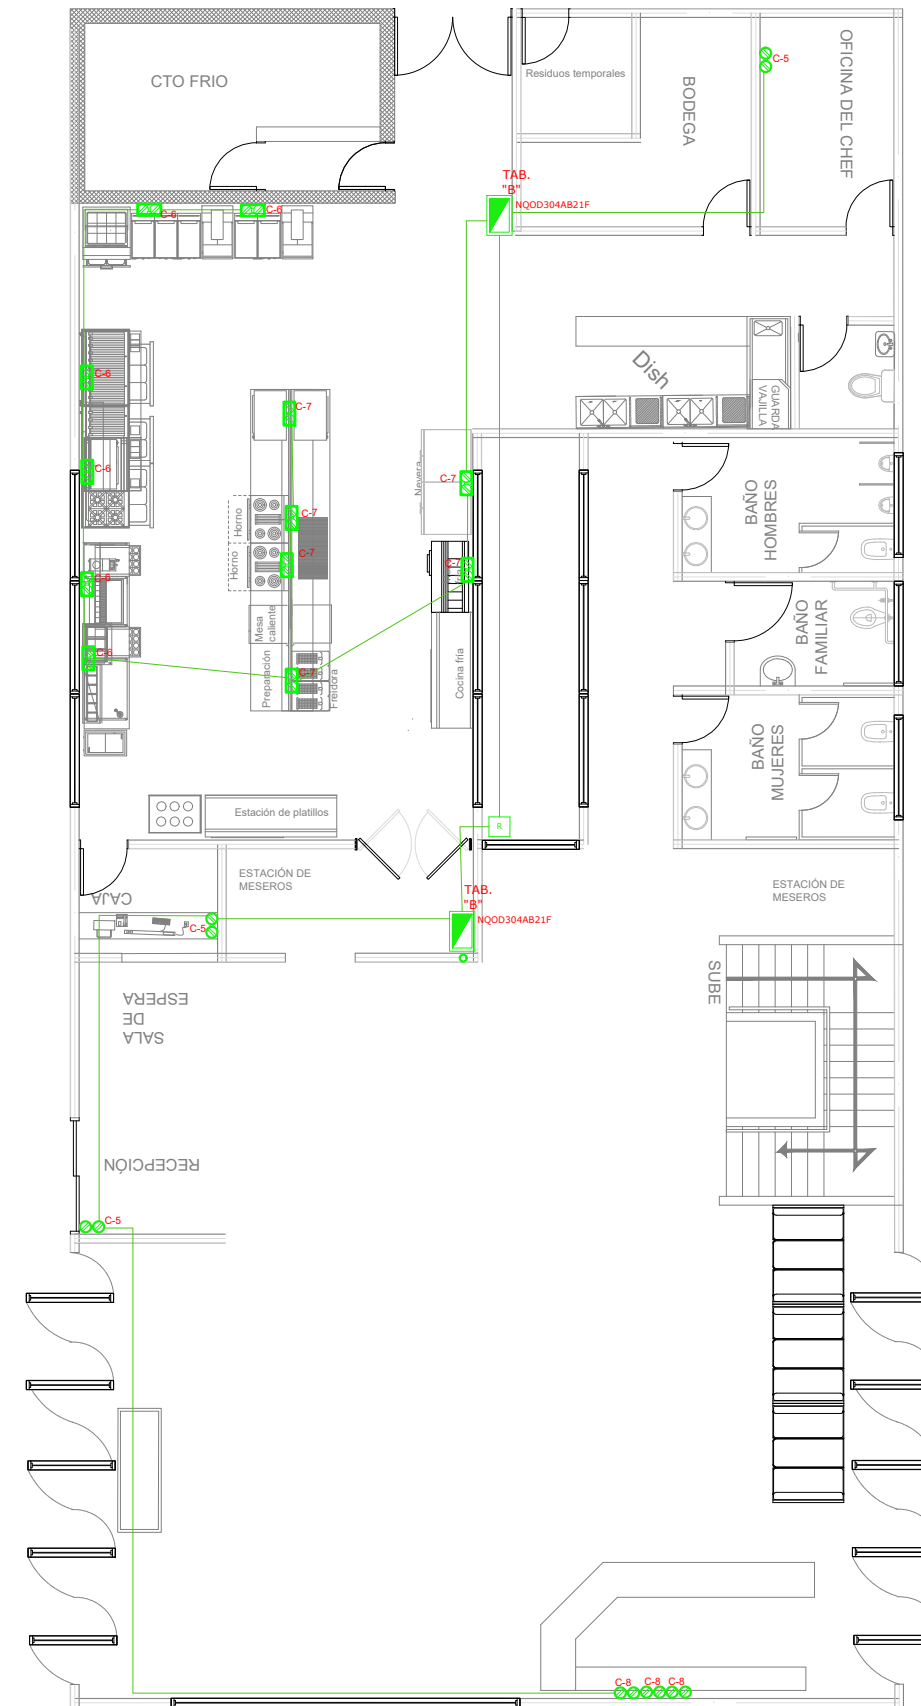 OFICINA DEL CHEF
C-5
Residuos temporales
CTO FRIO
BODEGA
TAB.
"B"
NQOD304AB21F
C-6
C-6
Dish
GUARDA
VAJILLA
C-6
C-7
C-6
C-7
Nevera
BAÑO
HOMBRES
Horno
C-7
Horno
C-7
C-7
C-6
Mesa
caliente
BAÑO
FAMILIAR
C-6
Preparación
C-7
Freidora
Cocina fría
BAÑO
MUJERES
Estación de platillos
R
ESTACIÓN DE
MESEROS
ESTACIÓN DE
MESEROS
CAJA
TAB.
"B"
NQOD304AB21F
C-5
SUBE
SALA
DE
ESPERA
RECEPCIÓN
C-5
C-8
C-8
C-8